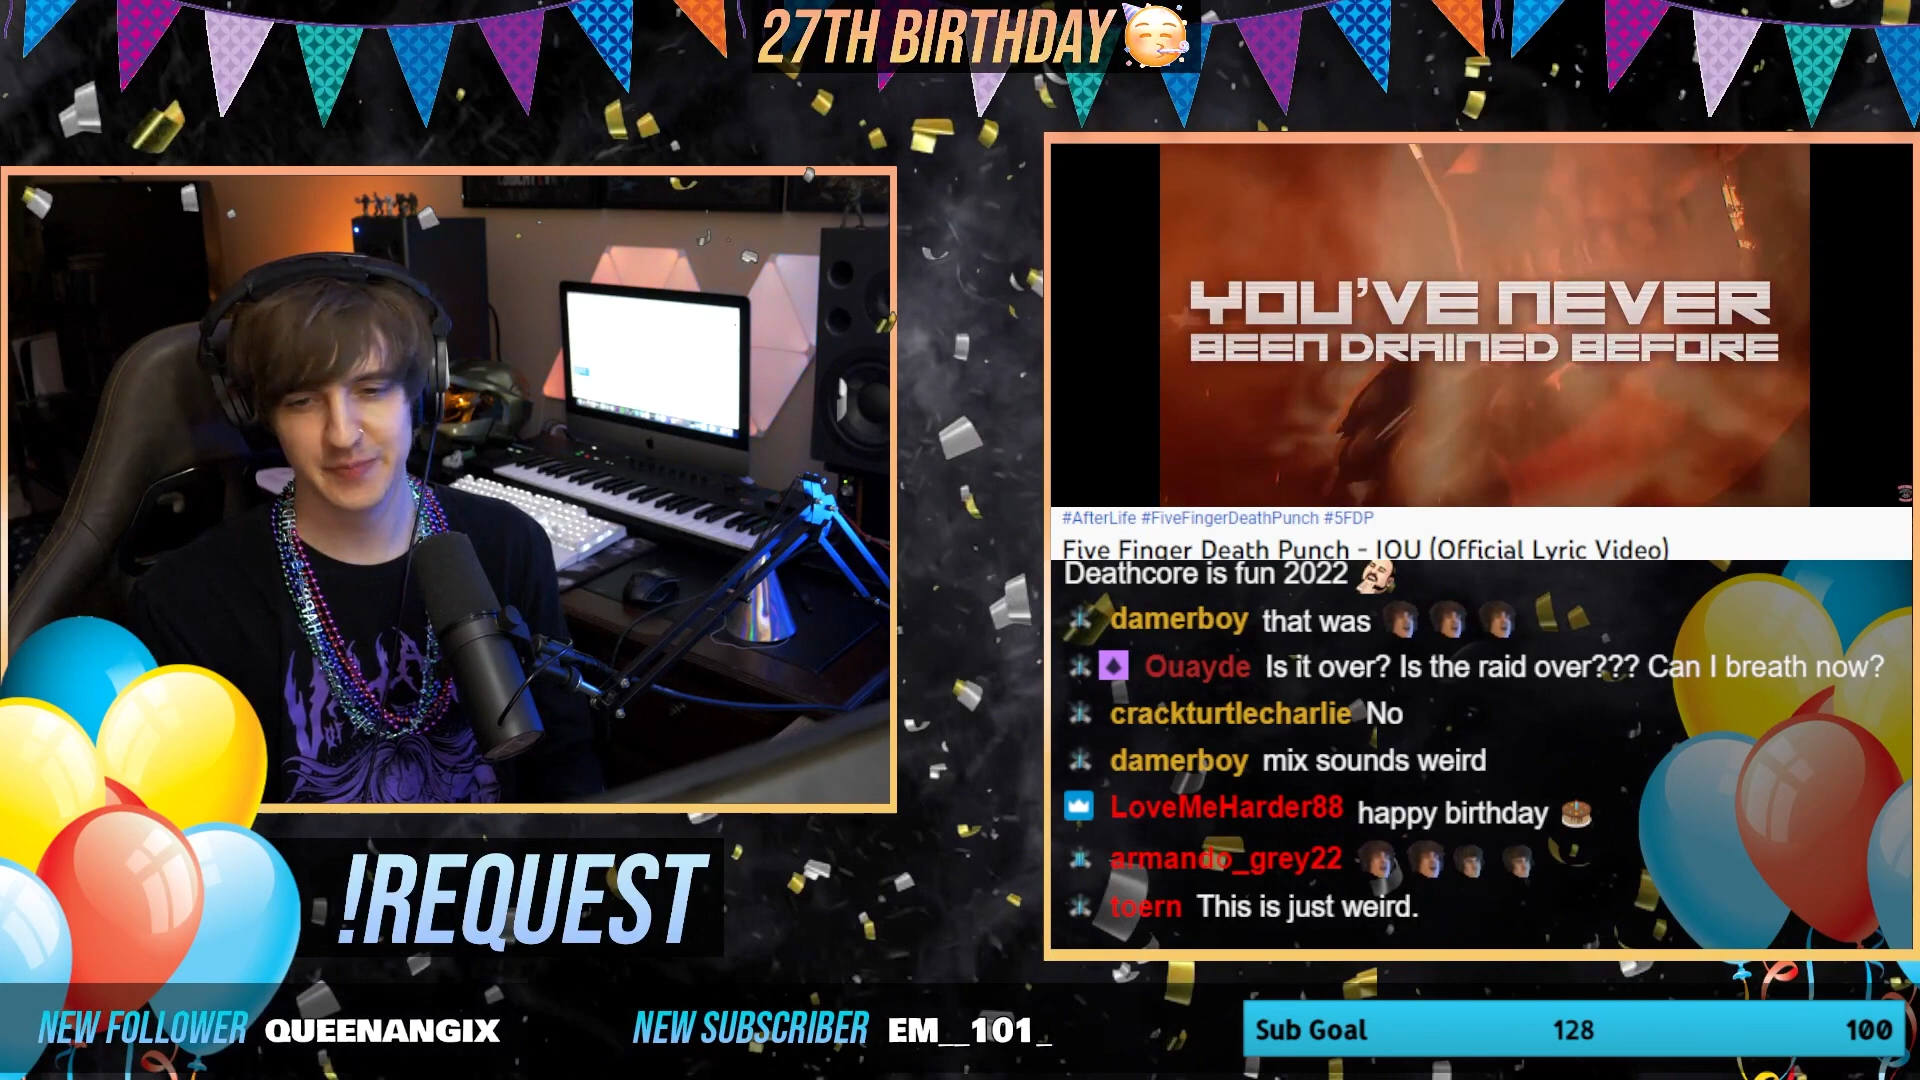 27TH BIRTHDAY
YOU'VE NEVER
BEEN DRAINED BEFORE
#AfterLife #FiveFingerDeathPunch #5FDP
Five Finger Death Punch - IOU (Official Lyric Video)
Deathcore is fun 2022
damerboy that was
Ouayde Is it over? Is the raid over??? Can I breath now?
crackturtlecharlie No
damerboy mix sounds weird
LoveMeHarder88 happy birthday
armando_grey22
toern This is just weird.
!REQUEST
NEW FOLLOWER QUEENANGIX
NEW SUBSCRIBER EM__101_
Sub Goal 128 100